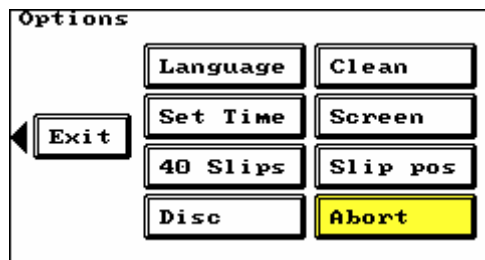 Options
Language Clean
Set Time Screen
Exit
40 Slips Slip pos
Disc Abort